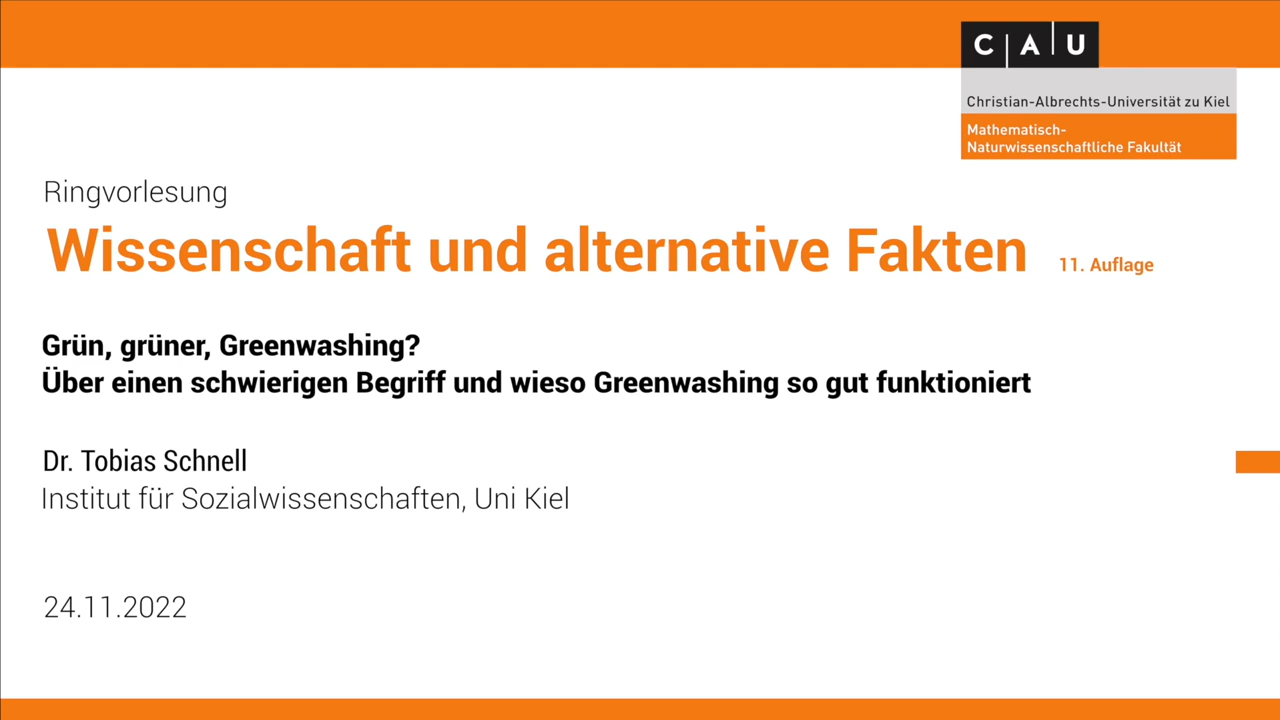 C A U
Christian-Albrechts-Universität zu Kiel
Mathematisch-
Naturwissenschaftliche Fakultät
Ringvorlesung
Wissenschaft und alternative Fakten 11. Auflage
Grün, grüner, Greenwashing?
Über einen schwierigen Begriff und wieso Greenwashing so gut funktioniert
Dr. Tobias Schnell
Institut für Sozialwissenschaften, Uni Kiel
24.11.2022